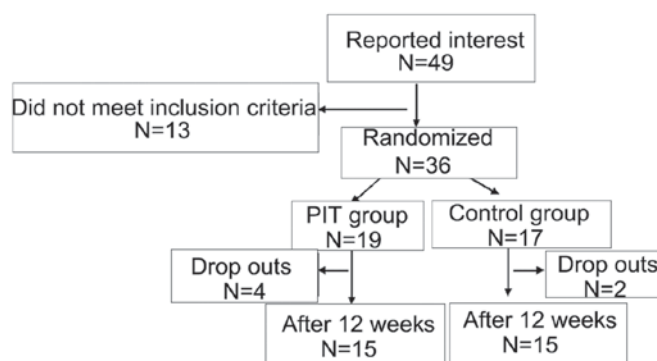 Reported interest
N=49
Did not meet inclusion criteria
N=13
Randomized
N=36
PIT group
N=19
Control group
N=17
Drop outs
N=4
Drop outs
N=2
After 12 weeks
N=15
After 12 weeks
N=15